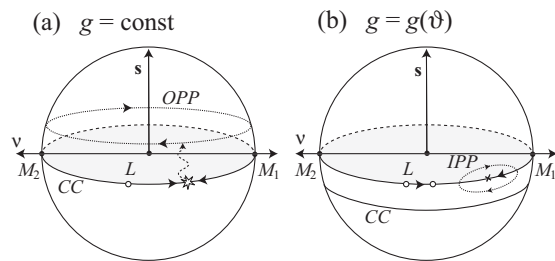 (a) g = const
s
OPP
ν
M₂
CC
L
M₁
(b) g = g(ϑ)
s
IPP
ν
M₂
L
M₁
CC